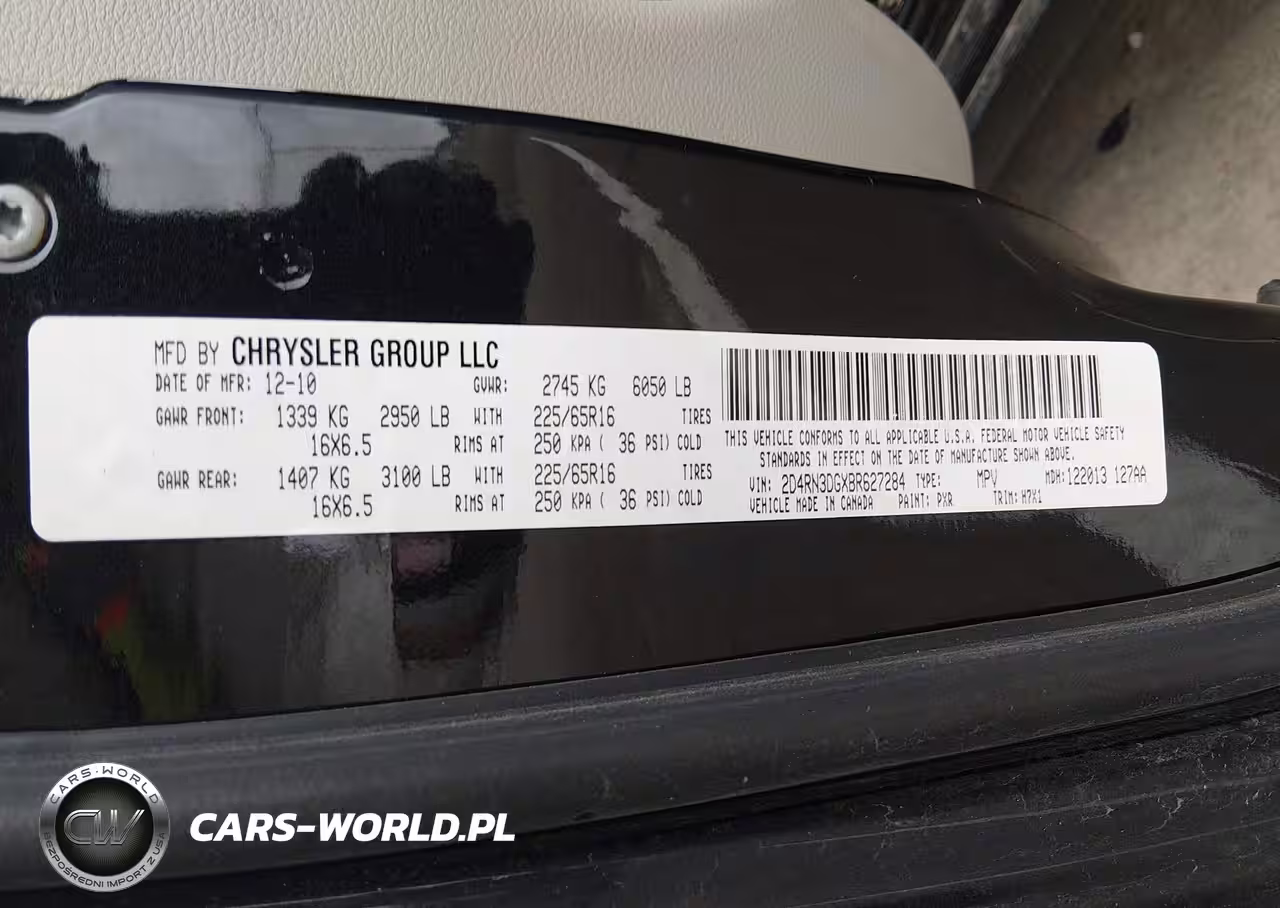 MFD BY CHRYSLER GROUP LLC
DATE OF MFR: 12-10 GVWR: 2745 KG 6050 LB
GAWR FRONT: 1339 KG 2950 LB WITH 225/65R16 TIRES
16X6.5 RIMS AT 250 KPA ( 36 PSI) COLD
GAWR REAR: 1407 KG 3100 LB WITH 225/65R16 TIRES
16X6.5 RIMS AT 250 KPA ( 36 PSI) COLD
THIS VEHICLE CONFORMS TO ALL APPLICABLE U.S.A. FEDERAL MOTOR VEHICLE SAFETY
STANDARDS IN EFFECT ON THE DATE OF MANUFACTURE SHOWN ABOVE.
VIN: 2D4RN3DGXBR627284 TYPE: MPV MDH: 122013 127AA
VEHICLE MADE IN CANADA PAINT: PXR TRIM: H7X1
CARS-WORLD
CW
BEZPOŚREDNI IMPORT Z USA
CARS-WORLD.PL